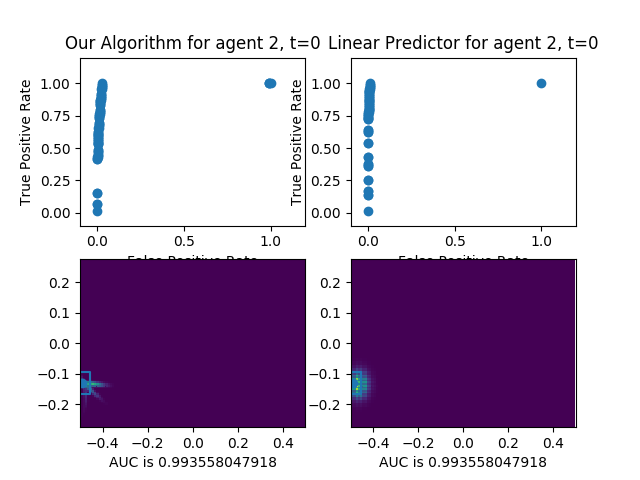 Our Algorithm for agent 2, t=0 Linear Predictor for agent 2, t=0
True Positive Rate
1.00
0.75
0.50
0.25
0.00
0.0 0.5 1.0
False Positive Rate
True Positive Rate
1.00
0.75
0.50
0.25
0.00
0.0 0.5 1.0
False Positive Rate
0.2
0.1
0.0
−0.1
−0.2
−0.4 −0.2 0.0 0.2 0.4
AUC is 0.993558047918
0.2
0.1
0.0
−0.1
−0.2
−0.4 −0.2 0.0 0.2 0.4
AUC is 0.993558047918